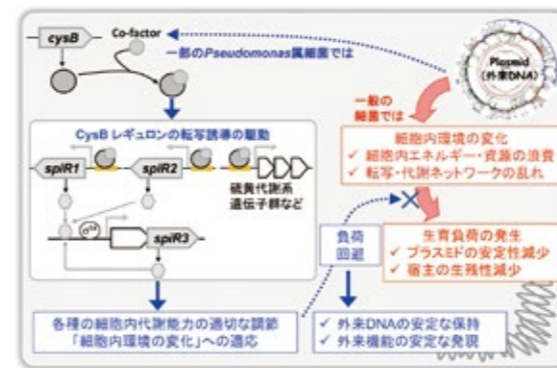 cysB
Co-factor
一部のPseudomonas属細菌では
Plasmid
(外来DNA)
一般の
細菌では
CysB レギュロンの転写誘導の駆動
spiR1
spiR2
硫黄代謝系
遺伝子群など
σ54
spiR3
細胞内環境の変化
✓ 細胞内エネルギー・資源の浪費
✓ 転写・代謝ネットワークの乱れ
負荷
回避
生育負荷の発生
✓ プラスミドの安定性減少
✓ 宿主の生残性減少
各種の細胞内代謝能力の適切な調節
「細胞内環境の変化」への適応
✓ 外来DNAの安定な保持
✓ 外来機能の安定な発現